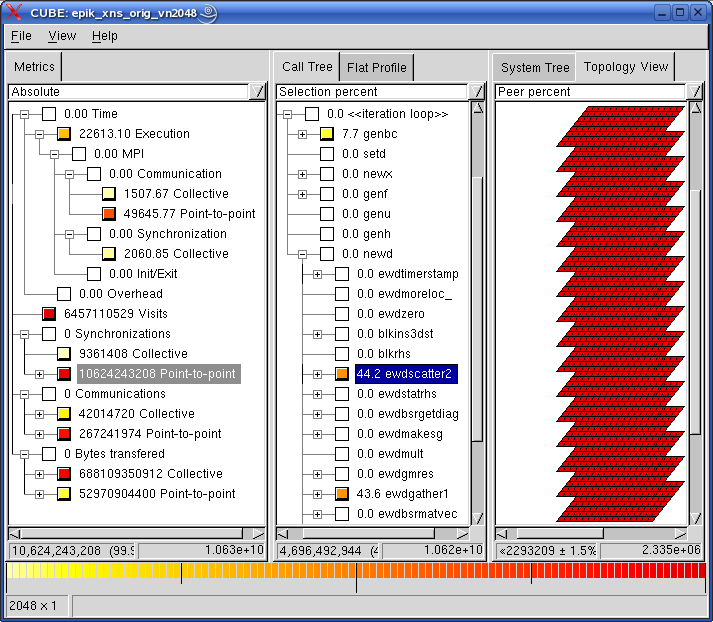 CUBE: epik_xns_orig_vn2048
File View Help
Metrics
Absolute
0.00 Time
22613.10 Execution
0.00 MPI
0.00 Communication
1507.67 Collective
49645.77 Point-to-point
0.00 Synchronization
2060.85 Collective
0.00 Init/Exit
0.00 Overhead
6457110529 Visits
0 Synchronizations
9361408 Collective
10624243208 Point-to-point
0 Communications
42014720 Collective
267241974 Point-to-point
0 Bytes transfered
688109350912 Collective
52970904400 Point-to-point
10,624,243,208 (99.9
1.063e+10
Call Tree Flat Profile
Selection percent
0.0 <<iteration loop>>
7.7 genbc
0.0 setd
0.0 newx
0.0 genf
0.0 genu
0.0 genh
0.0 newd
0.0 ewdtimerstamp
0.0 ewdmoreloc_
0.0 ewdzero
0.0 blkins3dst
0.0 blkrhs
44.2 ewdscatter2
0.0 ewdstatrhs
0.0 ewdbsrgetdiag
0.0 ewdmakesg
0.0 ewdmult
0.0 ewdgmres
43.6 ewdgather1
0.0 ewdbsrmatvec
4,696,492,944 (4
1.062e+10
System Tree Topology View
Peer percent
«2293209 ± 1.5%
2.335e+06
2048 x 1